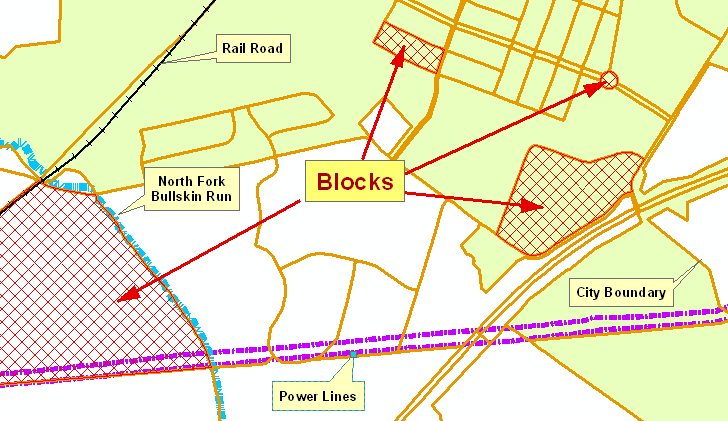 Rail Road
North Fork
Bullskin Run
Blocks
City Boundary
Power Lines